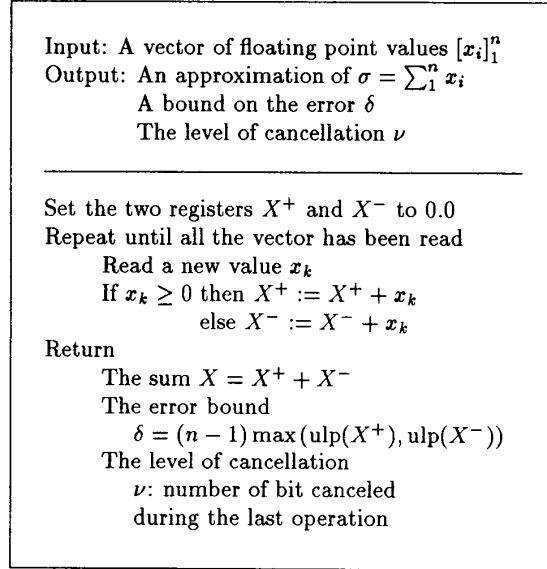 Input: A vector of floating point values [x_i]_1^n
Output: An approximation of σ = ∑_1^n x_i
A bound on the error δ
The level of cancellation ν
Set the two registers X^+ and X^- to 0.0
Repeat until all the vector has been read
Read a new value x_k
If x_k ≥ 0 then X^+ := X^+ + x_k
else X^- := X^- + x_k
Return
The sum X = X^+ + X^-
The error bound
δ = (n − 1) max (ulp(X^+), ulp(X^-))
The level of cancellation
ν: number of bit canceled
during the last operation